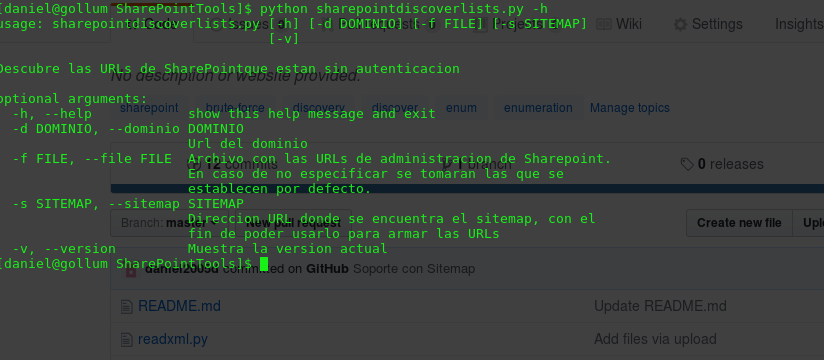 [daniel@gollum SharePointTools]$ python sharepointdiscoverlists.py -h
usage: sharepointdiscoverlists.py [-h] [-d DOMINIO] [-f FILE] [-s SITEMAP]
[-v]
Wiki
Settings
Insights
Descubre las URLs de SharePointque estan sin autenticacion
No description or website provided.
optional arguments:
sharepoint brute-force discovery discover enum enumeration Manage topics
-h, --help show this help message and exit
-d DOMINIO, --dominio DOMINIO
Url del dominio
-f FILE, --file FILE Archivo con las URLs de administracion de Sharepoint.
12 commits
1 branch
0 releases
En caso de no especificar se tomaran las que se
establecen por defecto.
-s SITEMAP, --sitemap SITEMAP
Direccion URL donde se encuentra el sitemap, con el
Branch: master
New pull request
Create new file
fin de poder usarlo para armar las URLs
-v, --version Muestra la version actual
[daniel@gollum SharePointTools]$
daniel2005d committed on GitHub Soporte con Sitemap
README.md Update README.md
readxml.py Add files via upload